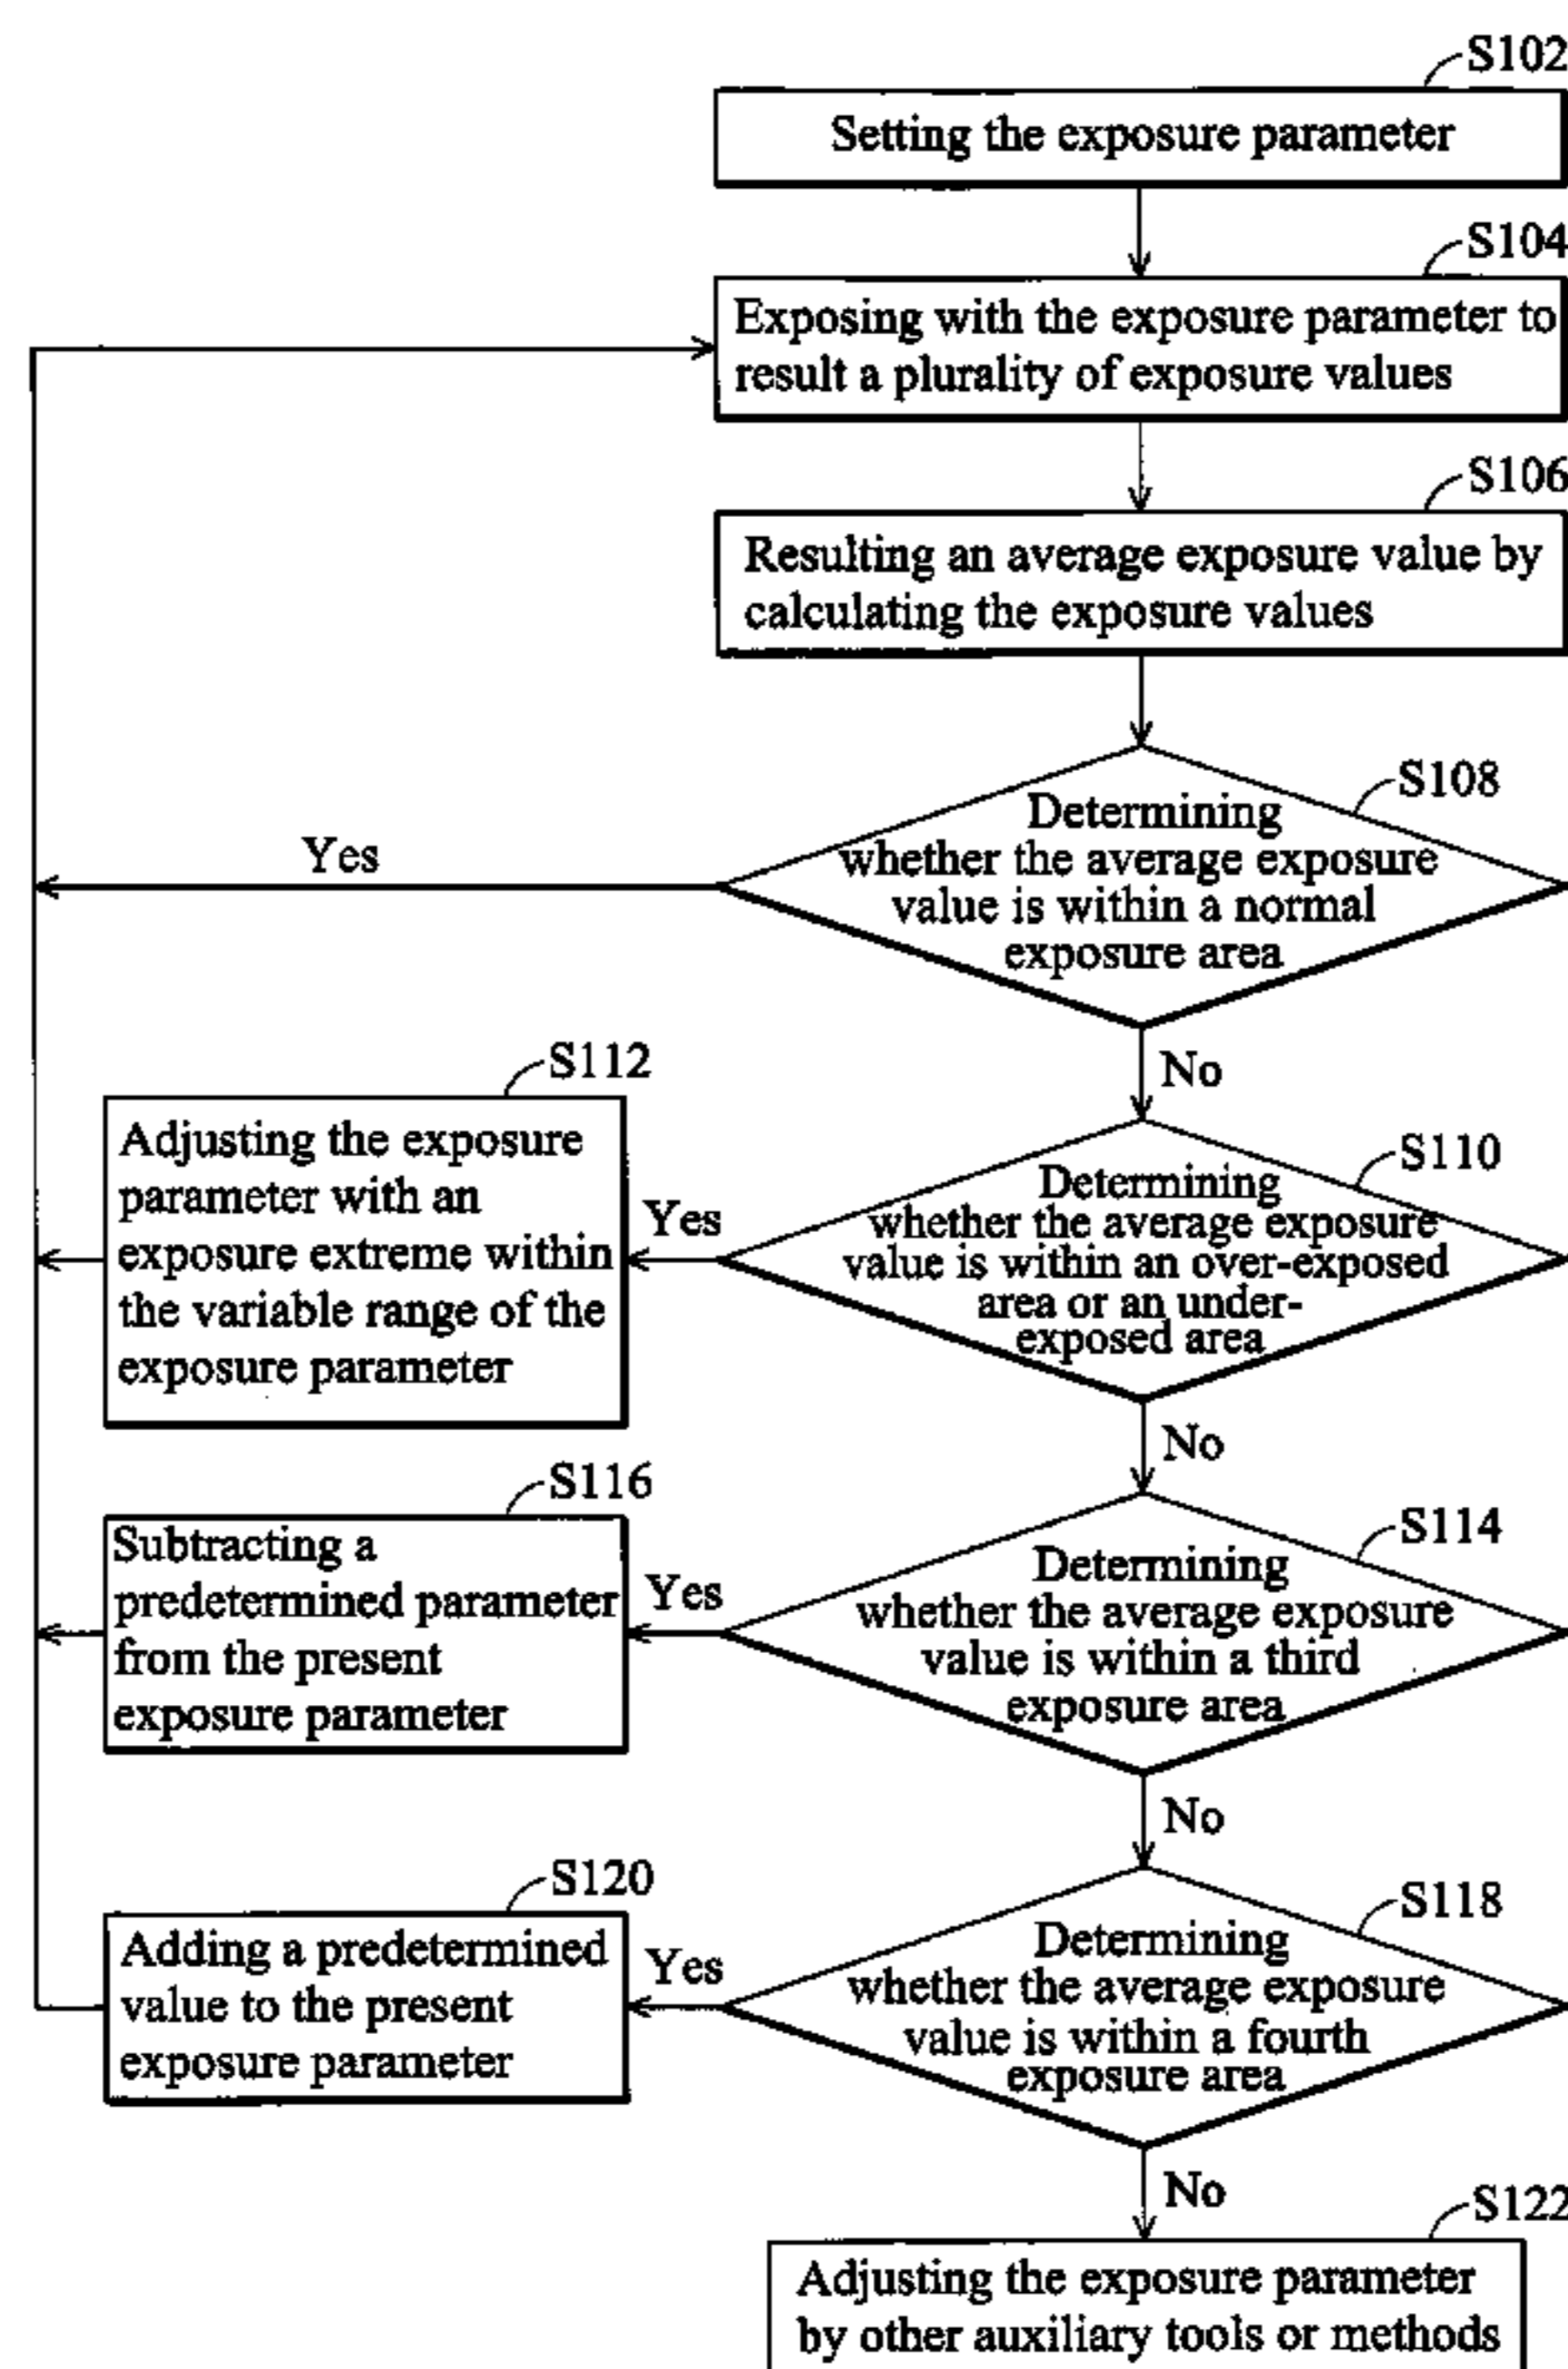 S102
Setting the exposure parameter
S104
Exposing with the exposure parameter to
result a plurality of exposure values
S106
Resulting an average exposure value by
calculating the exposure values
S108
Determining
whether the average exposure
value is within a normal
exposure area
Yes
No
S112
Adjusting the exposure
parameter with an
exposure extreme within
the variable range of the
exposure parameter
Yes
S110
Determining
whether the average exposure
value is within an over-exposed
area or an under-
exposed area
No
S116
Subtracting a
predetermined parameter
from the present
exposure parameter
Yes
S114
Determining
whether the average exposure
value is within a third
exposure area
No
S120
Adding a predetermined
value to the present
exposure parameter
Yes
S118
Determining
whether the average exposure
value is within a fourth
exposure area
No
S122
Adjusting the exposure parameter
by other auxiliary tools or methods